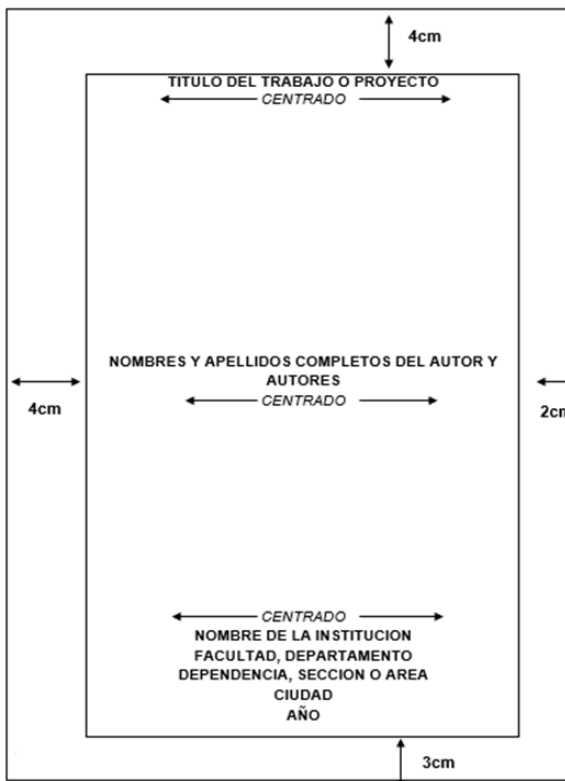 4cm
TITULO DEL TRABAJO O PROYECTO
CENTRADO
NOMBRES Y APELLIDOS COMPLETOS DEL AUTOR Y
AUTORES
CENTRADO
4cm
2cm
CENTRADO
NOMBRE DE LA INSTITUCION
FACULTAD, DEPARTAMENTO
DEPENDENCIA, SECCION O AREA
CIUDAD
AÑO
3cm